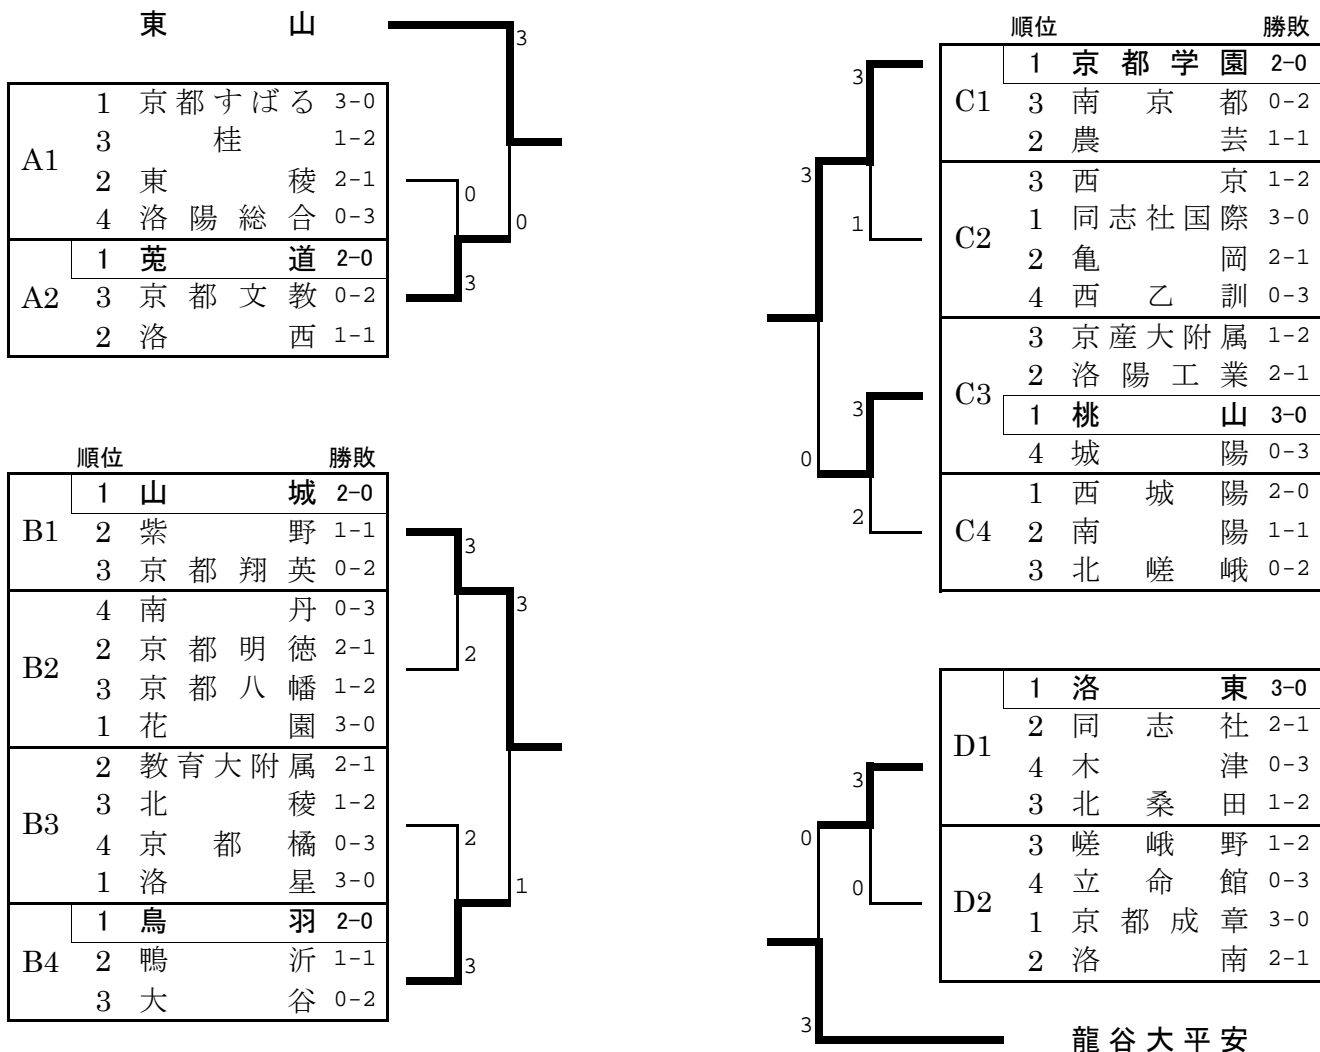 東山
3
A1
1 京都すばる 3-0
3 桂 1-2
2 東稜 2-1
4 洛陽総合 0-3
0
0
A2
1 莵道 2-0
3 京都文教 0-2
2 洛西 1-1
3
順位 勝敗
B1
1 山城 2-0
2 紫野 1-1
3 京都翔英 0-2
3
B2
4 南丹 0-3
2 京都明徳 2-1
3 京都八幡 1-2
1 花園 3-0
3
2
B3
2 教育大附属 2-1
3 北稜 1-2
4 京都橘 0-3
1 洛星 3-0
2
1
B4
1 鳥羽 2-0
2 鴨沂 1-1
3 大谷 0-2
3
順位 勝敗
C1
1 京都学園 2-0
3 南京都 0-2
2 農芸 1-1
3
3
C2
3 西京 1-2
1 同志社国際 3-0
2 亀岡 2-1
4 西乙訓 0-3
1
C3
3 京産大附属 1-2
2 洛陽工業 2-1
1 桃山 3-0
4 城陽 0-3
3
0
C4
1 西城陽 2-0
2 南陽 1-1
3 北嵯峨 0-2
2
D1
1 洛東 3-0
2 同志社 2-1
4 木津 0-3
3 北桑田 1-2
3
0
D2
3 嵯峨野 1-2
4 立命館 0-3
1 京都成章 3-0
2 洛南 2-1
0
3
龍谷大平安